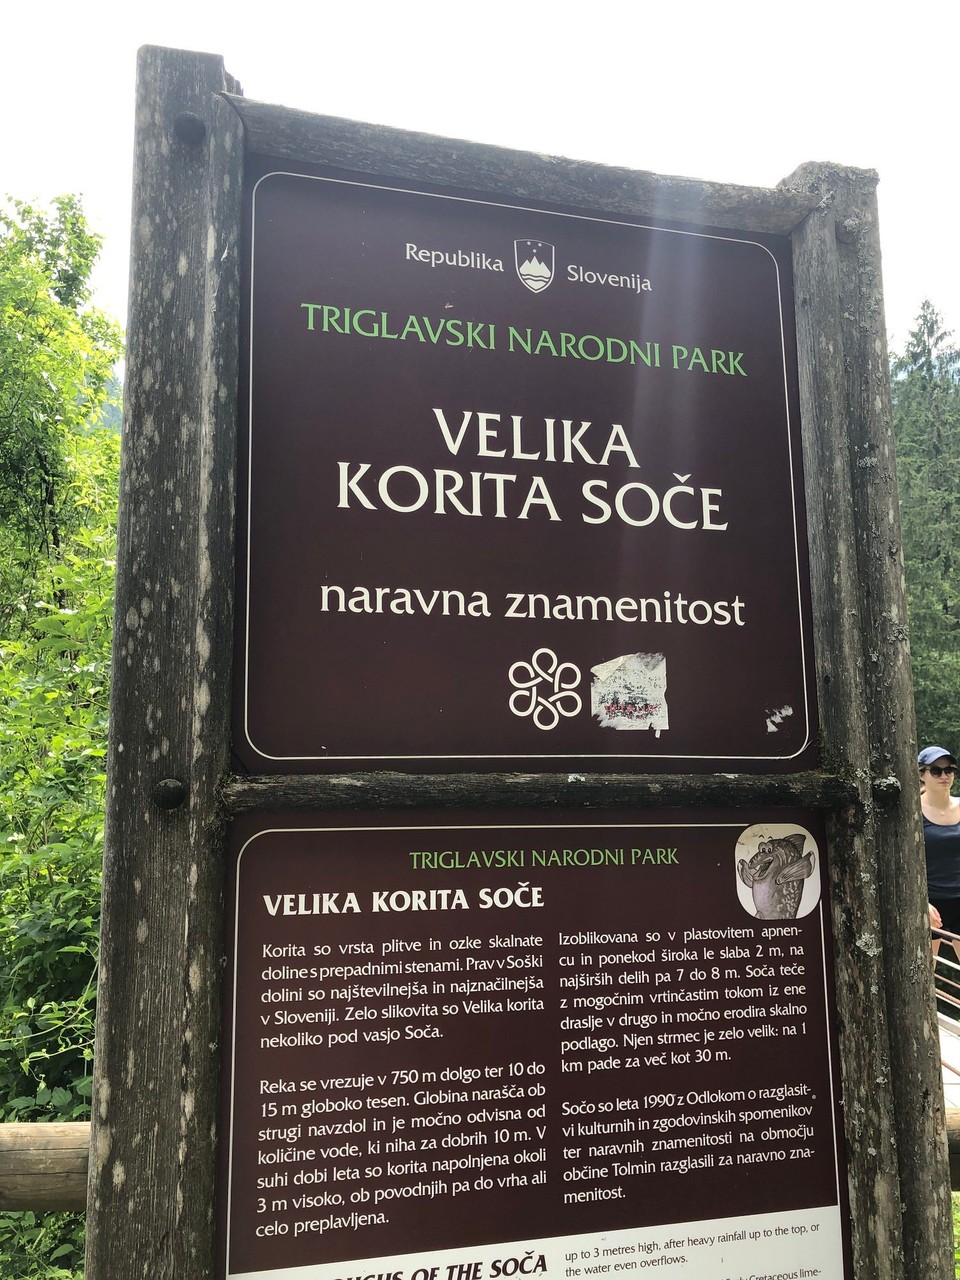 Republika Slovenija
TRIGLAVSKI NARODNI PARK
VELIKA
KORITA SOČE
naravna znamenitost
TRIGLAVSKI NARODNI PARK
VELIKA KORITA SOČE
Korita so vrsta plitve in ozke skalnate
doline s prepadnimi stenami. Prav v Soški
dolini so najštevilnejša in najznačilnejša
v Sloveniji. Zelo slikovita so Velika korita
nekoliko pod vasjo Soča.
Reka se vrezuje v 750 m dolgo ter 10 do
15 m globoko tesen. Globina narašča ob
strugi navzdol in je močno odvisna od
količine vode, ki niha za dobrih 10 m. V
suhi dobi leta so korita napolnjena okoli
3 m visoko, ob povodnjih pa do vrha ali
celo preplavljena.
Izoblikovana so v plastovitem apnen-
cu in ponekod široka le slaba 2 m, na
najširših delih pa 7 do 8 m. Soča teče
z mogočnim vrtinčastim tokom iz ene
draslje v drugo in močno erodira skalno
podlago. Njen strmec je zelo velik: na 1
km pade za več kot 30 m.
Sočo so leta 1990 z Odlokom o razglasit-
vi kulturnih in zgodovinskih spomenikov
ter naravnih znamenitosti na območju
občine Tolmin razglasili za naravno zna-
menitost.
OF THE SOČA
up to 3 metres high, after heavy rainfall up to the top, or
the water even overflows.
Cretaceous lime-